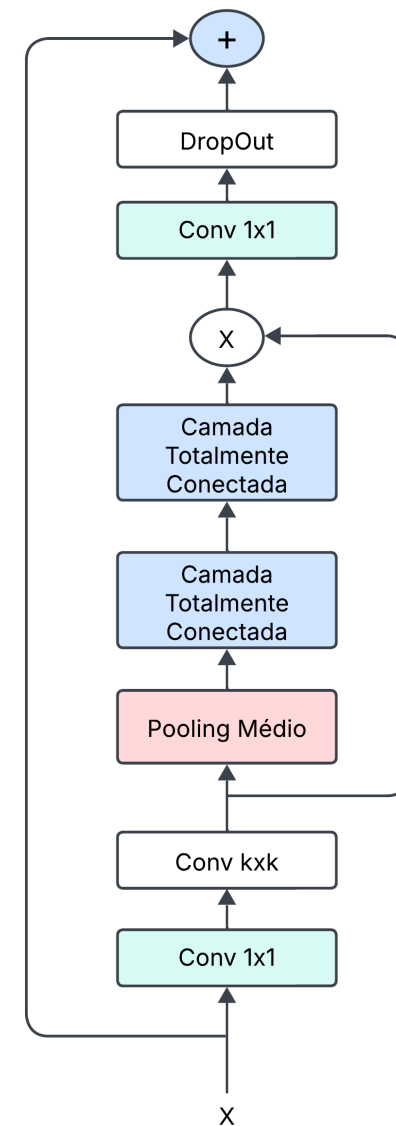 +
DropOut
Conv 1x1
X
Camada
Totalmente
Conectada
Camada
Totalmente
Conectada
Pooling Médio
Conv kxk
Conv 1x1
X